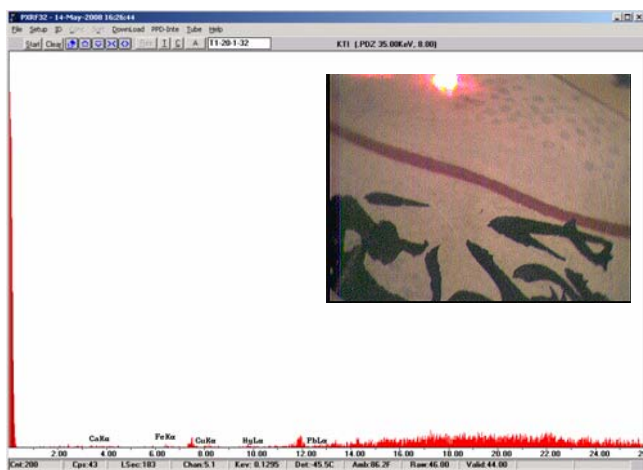 PXRF32 - 14-May-2008 16:26:44
File Setup ID Download PPD-Inte Tube Help
Start Clear I C A T1-20-1-32 KTI (.PDZ 35.00KeV, 8.00)
CaKα FeKα CuKα HgLα PbLα
2.00 4.00 6.00 8.00 10.00 12.00 14.00 16.00 18.00 20.00 22.00 24.00
Cnt:200 Cps:43 LSec:183 Chan:5.1 Kev: 0.1295 Det:-45.5C Amb:86.2F Raw:46.00 Valid:44.00